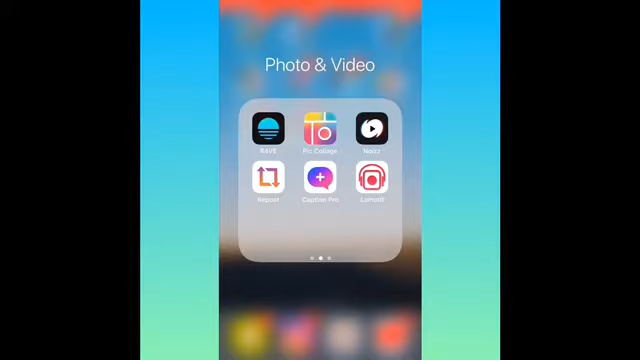 Photo & Video
RAVE Pic Collage Noizz
Repost Caption Pro Lomotif